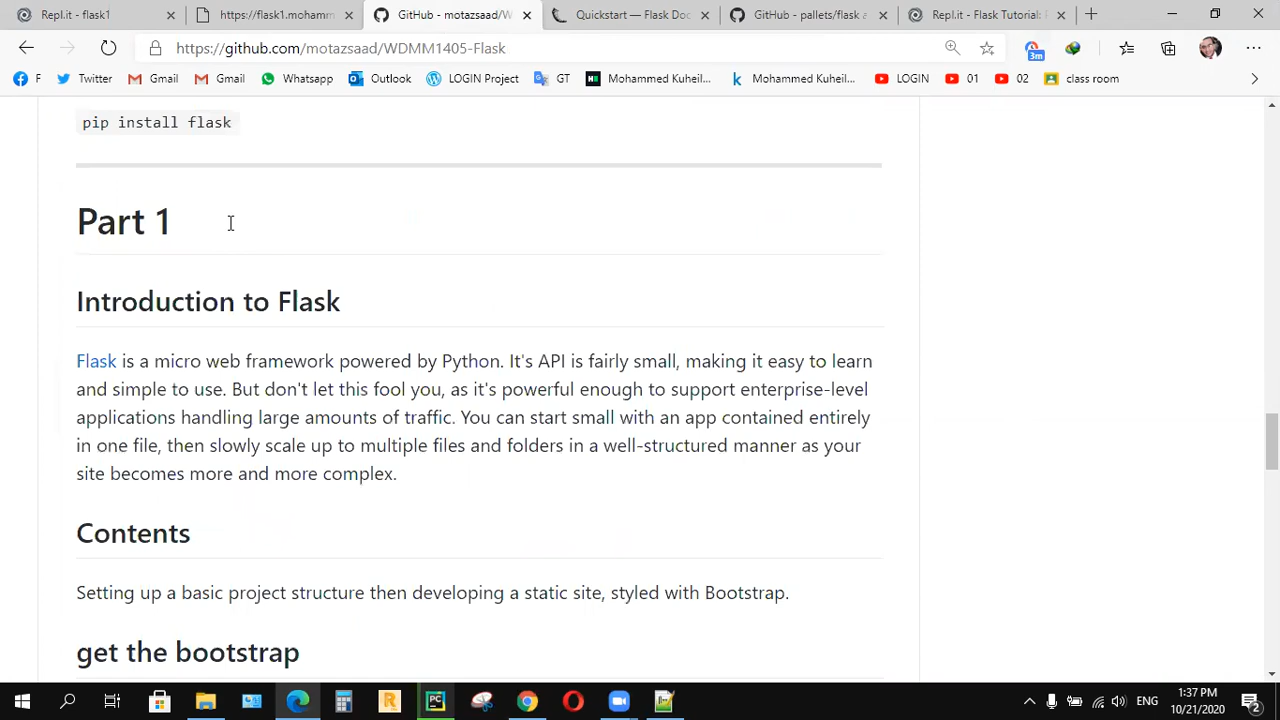 Repl.it - flask1
https://flask1.mohamm
GitHub - motazsaad/W
Quickstart — Flask Doc
GitHub - pallets/flask a
Repl.it - Flask Tutorial: F
https://github.com/motazsaad/WDMM1405-Flask
3m
F
Twitter
Gmail
Gmail
Whatsapp
Outlook
LOGIN Project
GT
Mohammed Kuheil...
Mohammed Kuheil...
LOGIN
01
02
class room
pip install flask
Part 1
Introduction to Flask
Flask is a micro web framework powered by Python. It's API is fairly small, making it easy to learn
and simple to use. But don't let this fool you, as it's powerful enough to support enterprise-level
applications handling large amounts of traffic. You can start small with an app contained entirely
in one file, then slowly scale up to multiple files and folders in a well-structured manner as your
site becomes more and more complex.
Contents
Setting up a basic project structure then developing a static site, styled with Bootstrap.
get the bootstrap
ENG
1:37 PM
10/21/2020
2